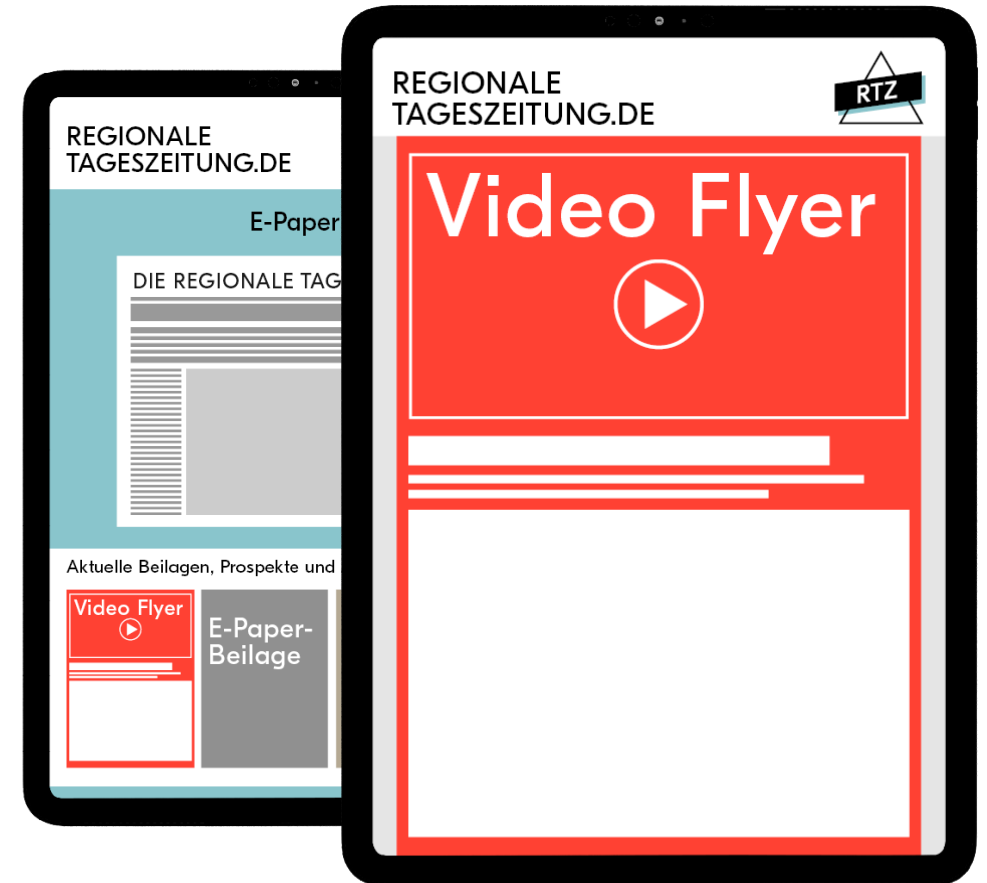 REGIONALE
TAGESZEITUNG.DE
E-Paper
DIE REGIONALE TAG
Aktuelle Beilagen, Prospekte und
Video Flyer
E-Paper-
Beilage
REGIONALE
TAGESZEITUNG.DE
RTZ
Video Flyer